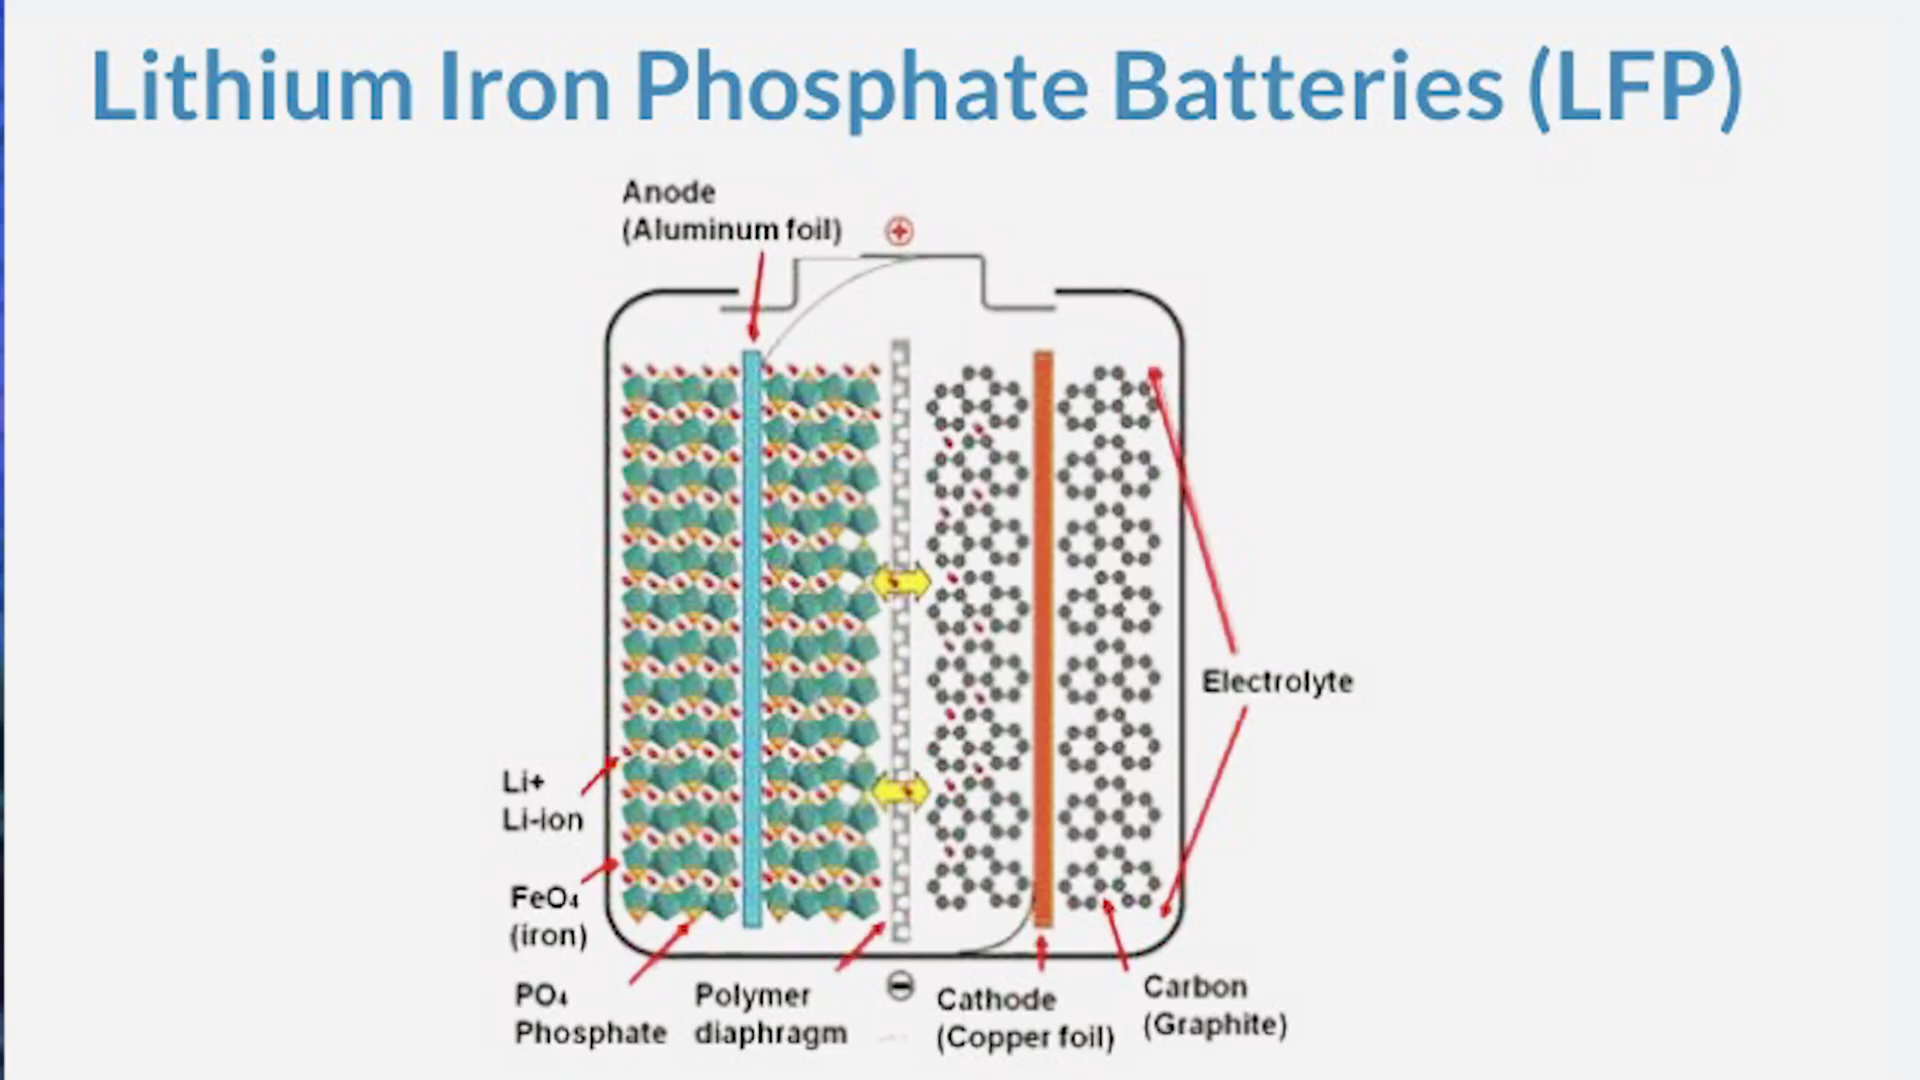 Lithium Iron Phosphate Batteries (LFP)
Anode
(Aluminum foil)
+
Electrolyte
Li+
Li-ion
FeO₄
(iron)
PO₄
Phosphate
Polymer
diaphragm
−
Cathode
(Copper foil)
Carbon
(Graphite)